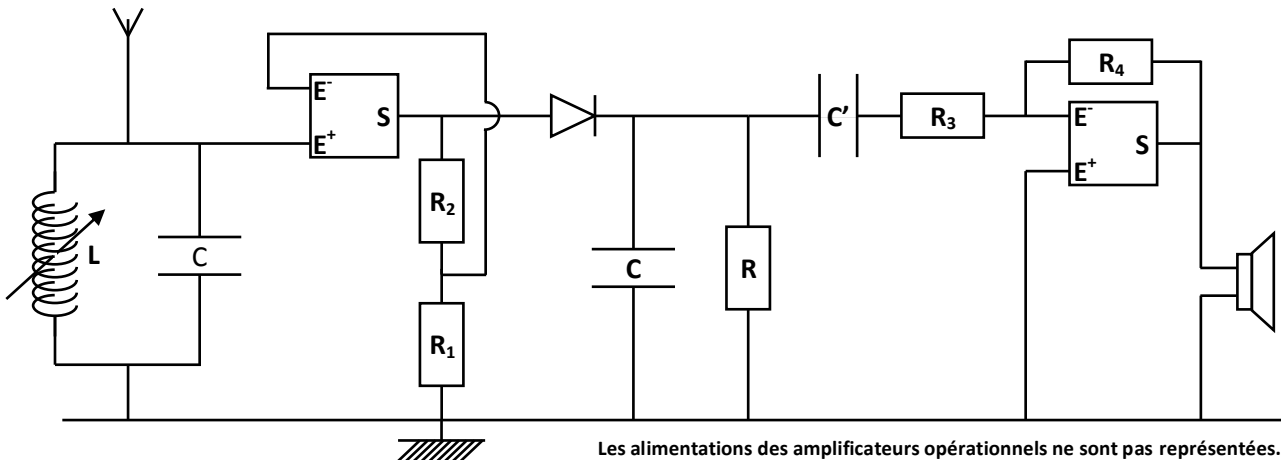 R₄
E⁻
S
E⁺
C'
R₃
E⁻
S
E⁺
R₂
L
C
C
R
R₁
Les alimentations des amplificateurs opérationnels ne sont pas représentées.